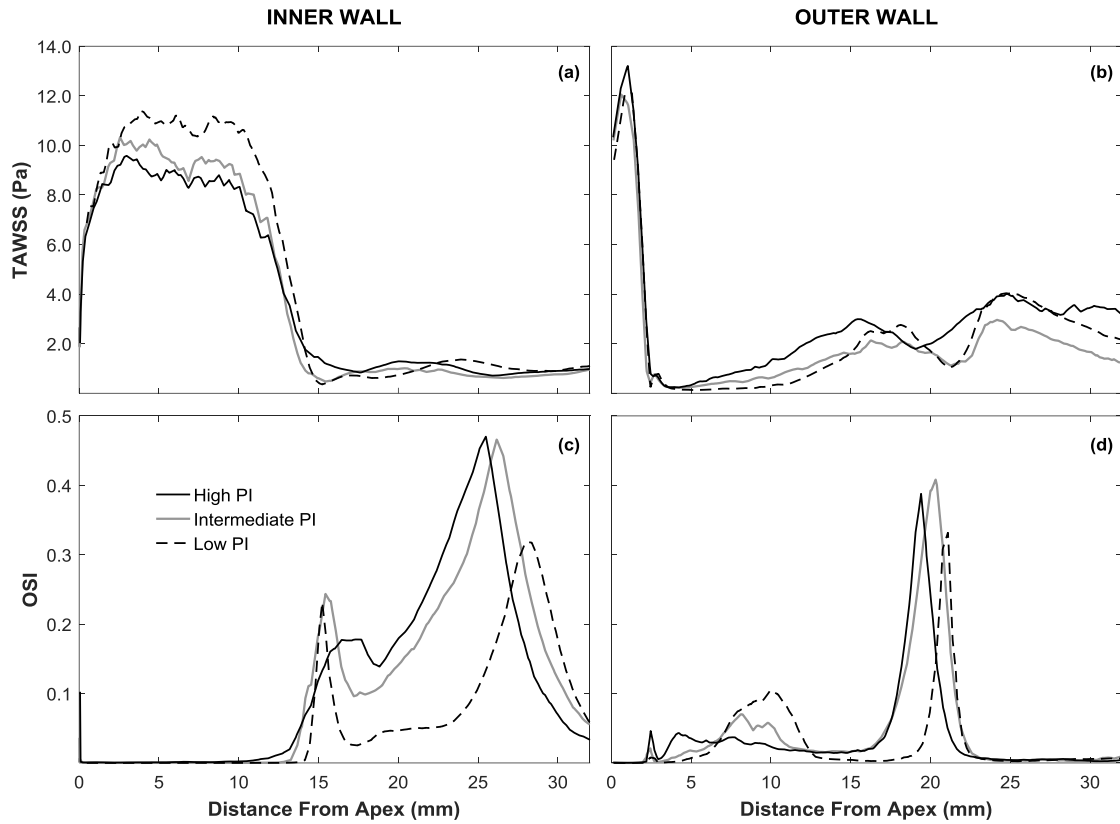 INNER WALL
OUTER WALL
14.0
12.0
10.0
8.0
6.0
4.0
2.0
TAWSS (Pa)
(a)
(b)
0.5
0.4
0.3
0.2
0.1
OSI
(c)
High PI
Intermediate PI
Low PI
(d)
0 5 10 15 20 25 30
0 5 10 15 20 25 30
Distance From Apex (mm)
Distance From Apex (mm)